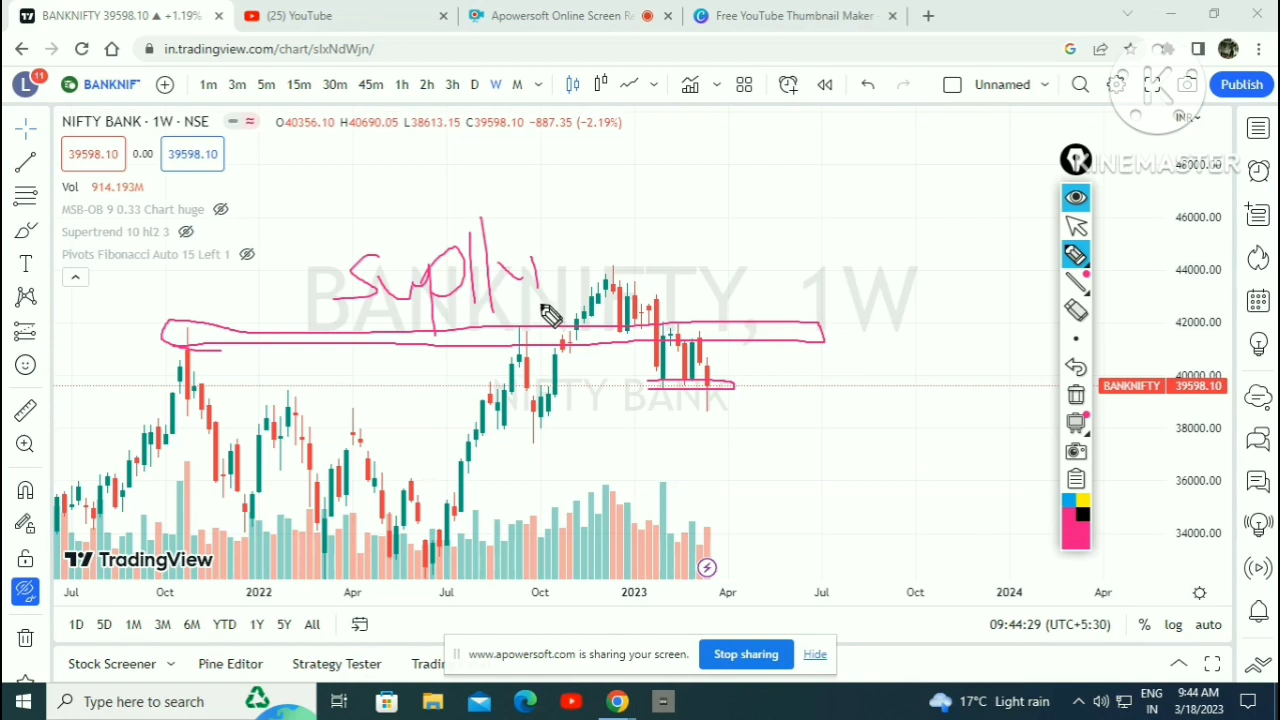 BANKNIFTY 39598.10 ▲ +1.19%
(25) YouTube
Apowersoft Online Screen Re
Free YouTube Thumbnail Maker -
in.tradingview.com/chart/slxNdWjn/
L 11 BANKNIFT 1m 3m 5m 15m 30m 45m 1h 2h 3h D W M Unnamed Publish
NIFTY BANK · 1W · NSE O40356.10 H40690.05 L38613.15 C39598.10 -887.35 (-2.19%)
INR
39598.10 0.00 39598.10
KINEMASTER
K
46000.00
Vol 914.193M
MSB-OB 9 0.33 Chart huge
Supertrend 10 hl2 3
Pivots Fibonacci Auto 15 Left 1
46000.00
44000.00
42000.00
40000.00
38000.00
36000.00
34000.00
BANKNIFTY, 1W
NIFTY BANK
BANKNIFTY 39598.10
TradingView
Jul Oct 2022 Apr Jul Oct 2023 Apr Jul Oct 2024 Apr
1D 5D 1M 3M 6M YTD 1Y 5Y All 09:44:29 (UTC+5:30) % log auto
www.apowersoft.com is sharing your screen. Stop sharing Hide
Stock Screener Pine Editor Strategy Tester Trading
Type here to search
17°C Light rain
ENG
IN
9:44 AM
3/18/2023